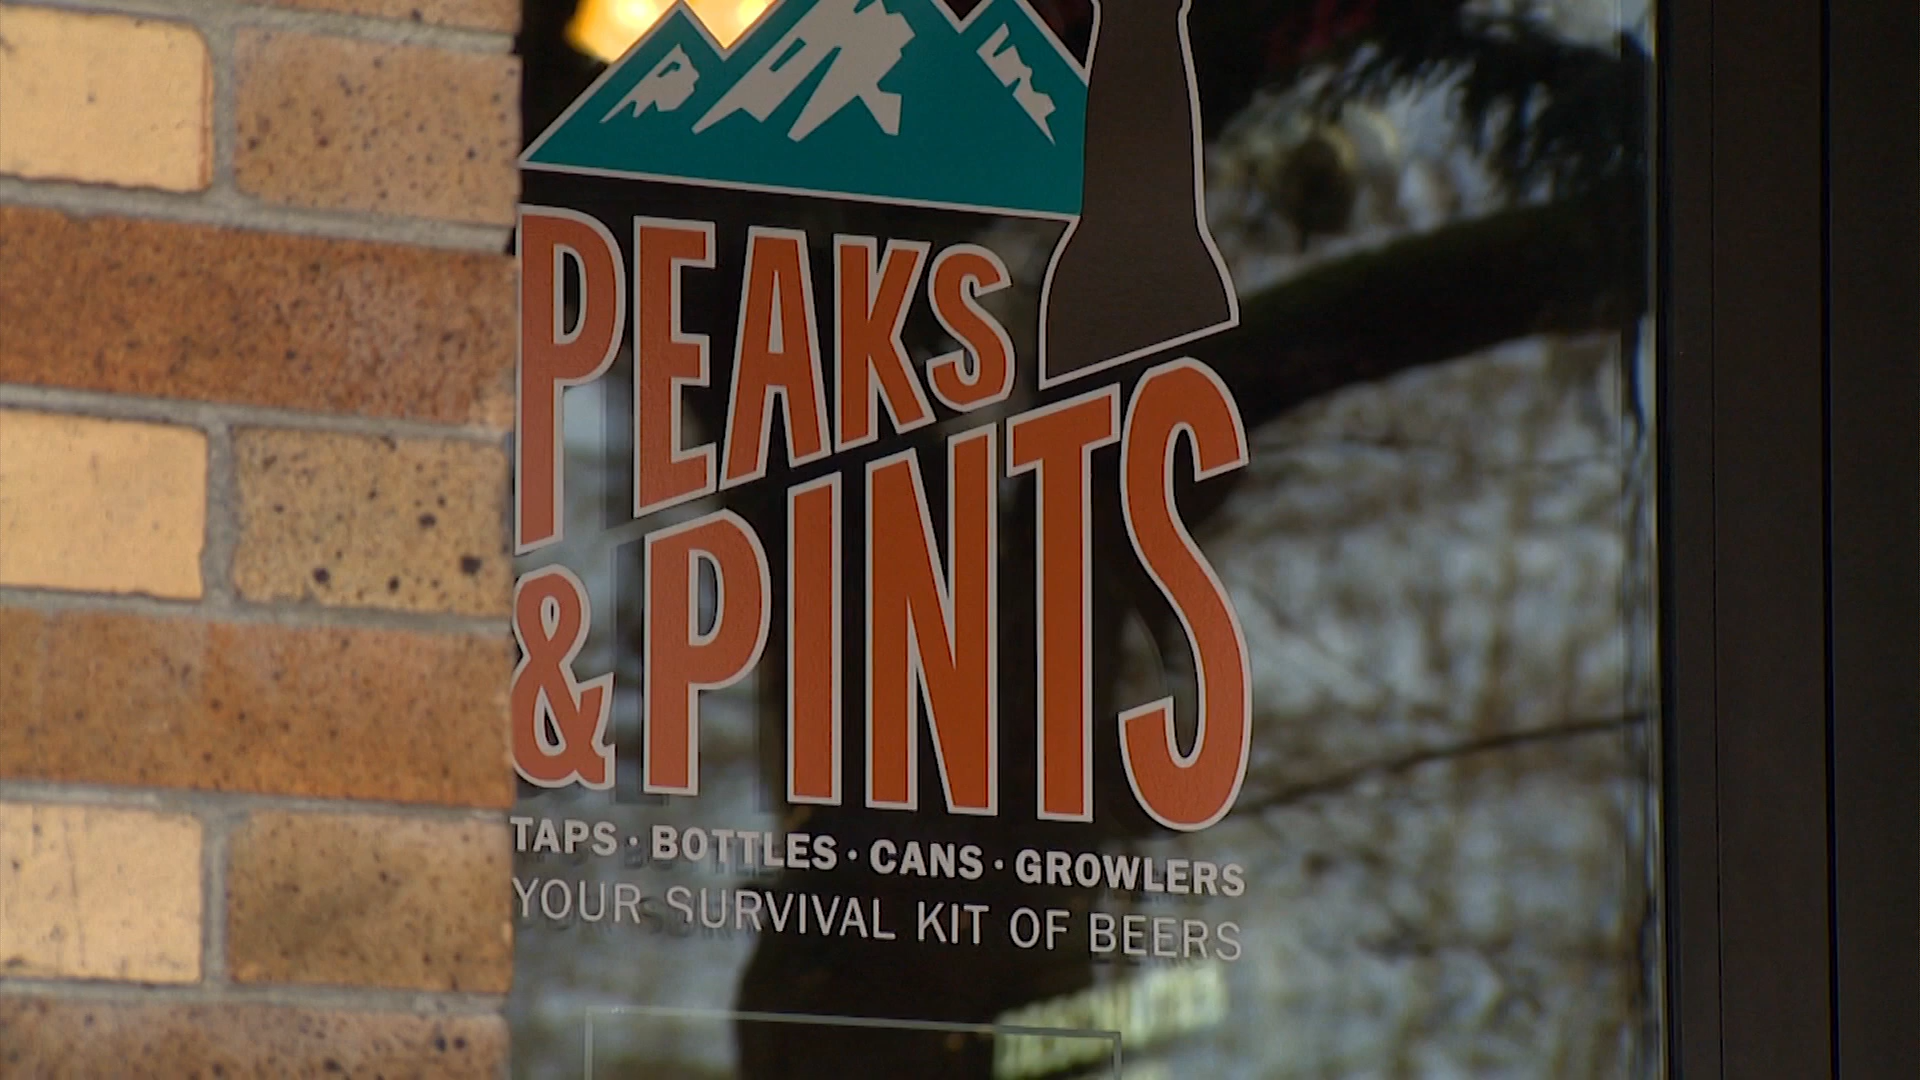 PEAKS
& PINTS
TAPS · BOTTLES · CANS · GROWLERS
YOUR SURVIVAL KIT OF BEERS